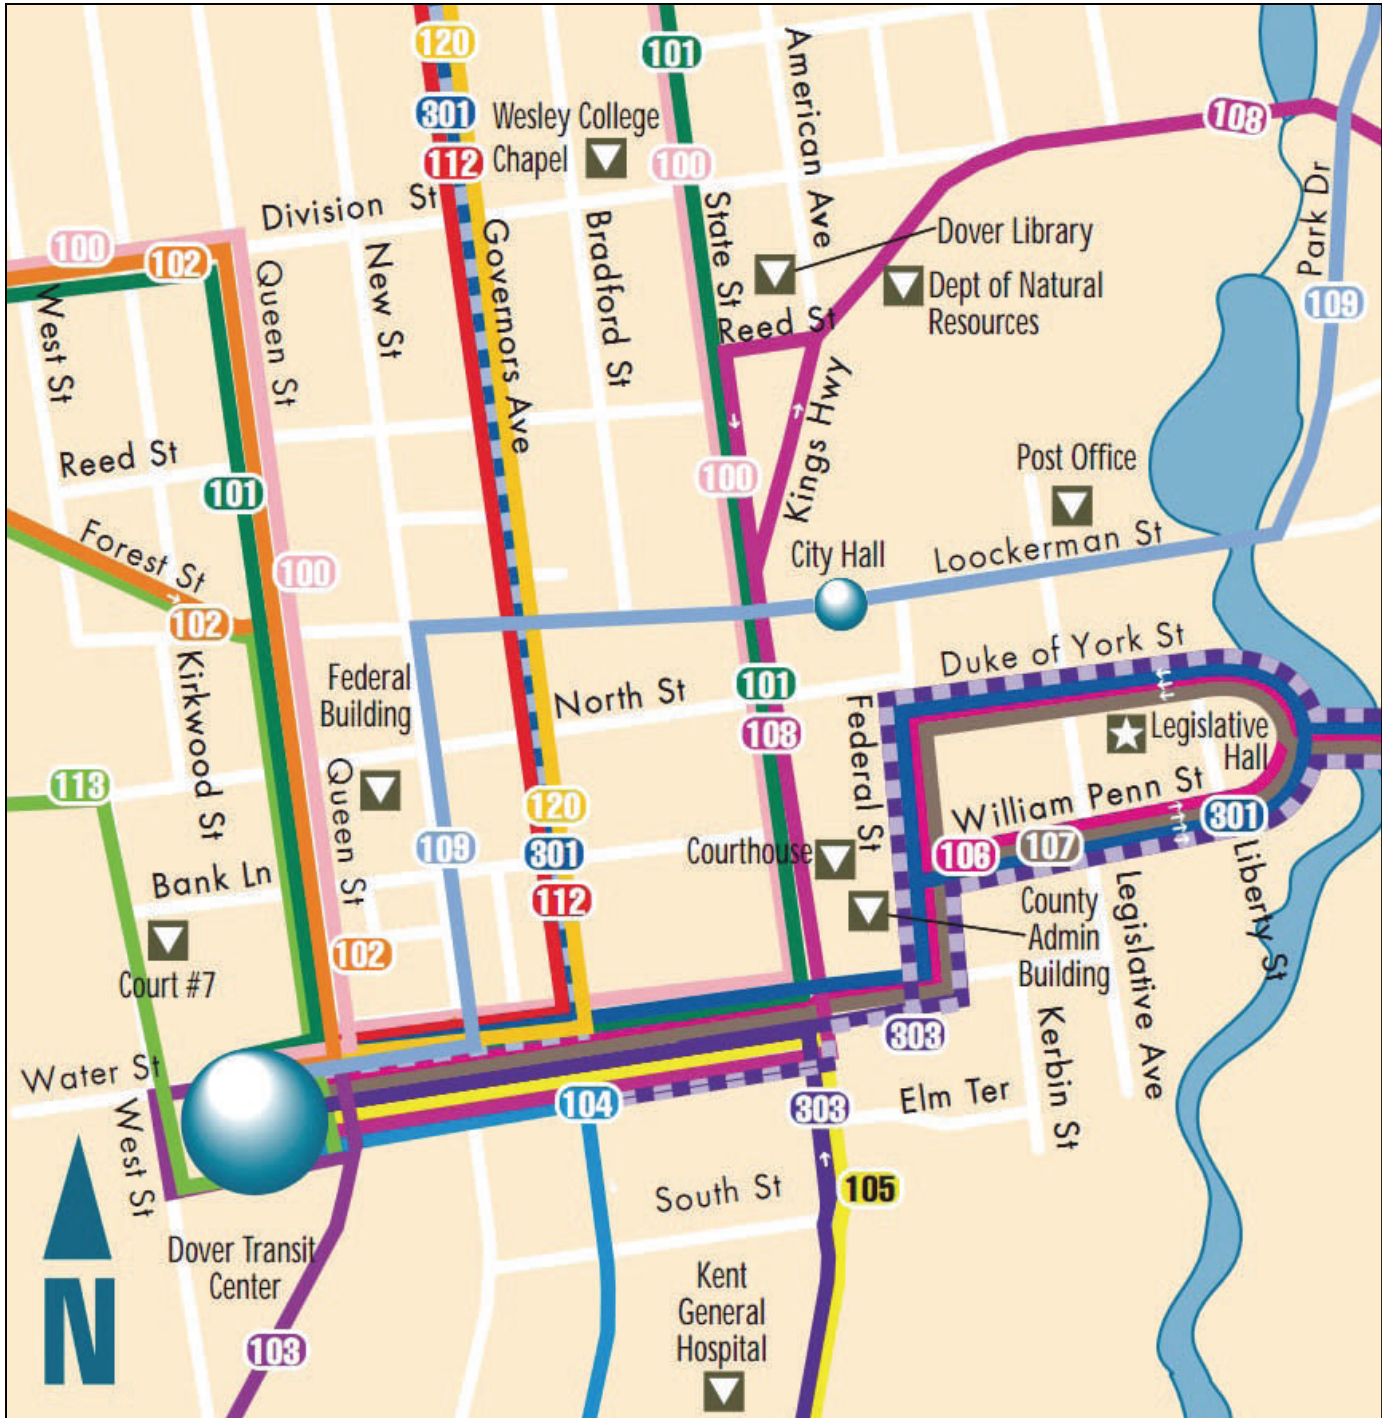 120
101
American Ave
301
Wesley College
Chapel
112
100
108
Park Dr
Division St
100
102
State St
Dover Library
Queen St
New St
Governors Ave
Bradford St
West St
Dept of Natural
Resources
109
Reed St
Kings Hwy
Reed St
101
100
Post Office
Forest St
100
City Hall
Loockerman St
102
Kirkwood St
Federal
Building
North St
101
108
Duke of York St
Federal St
Legislative
Hall
113
Queen St
109
120
301
112
Courthouse
William Penn St
106
107
301
Liberty St
Bank Ln
Court #7
102
County
Admin
Building
Legislative Ave
Kerbin St
303
Water St
West St
104
303
Elm Ter
105
South St
Dover Transit
Center
N
103
Kent
General
Hospital